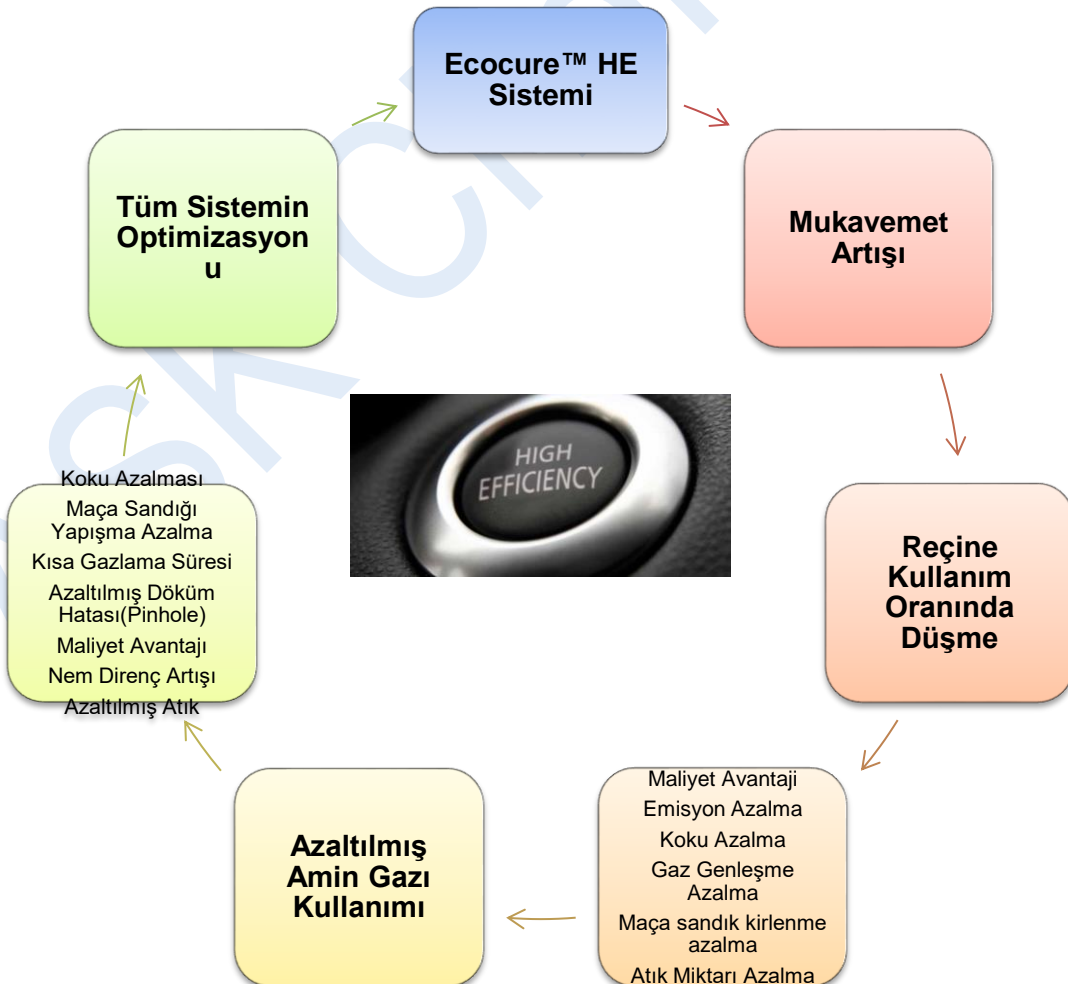 Ecocure™ HE
Sistemi
Mukavemet
Artışı
Reçine
Kullanım
Oranında
Düşme
Maliyet Avantaji
Emisyon Azalma
Koku Azalma
Gaz Genleşme
Azalma
Maça sandık kirlenme
azalma
Atık Miktarı Azalma
Azaltılmış
Amin Gazı
Kullanımı
Koku Azalması
Maça Sandığı
Yapışma Azalma
Kısa Gazlama Süresi
Azaltılmış Döküm
Hatası(Pinhole)
Maliyet Avantajı
Nem Direnç Artışı
Azaltılmış Atık
Tüm Sistemin
Optimizasyon
u
HIGH
EFFICIENCY